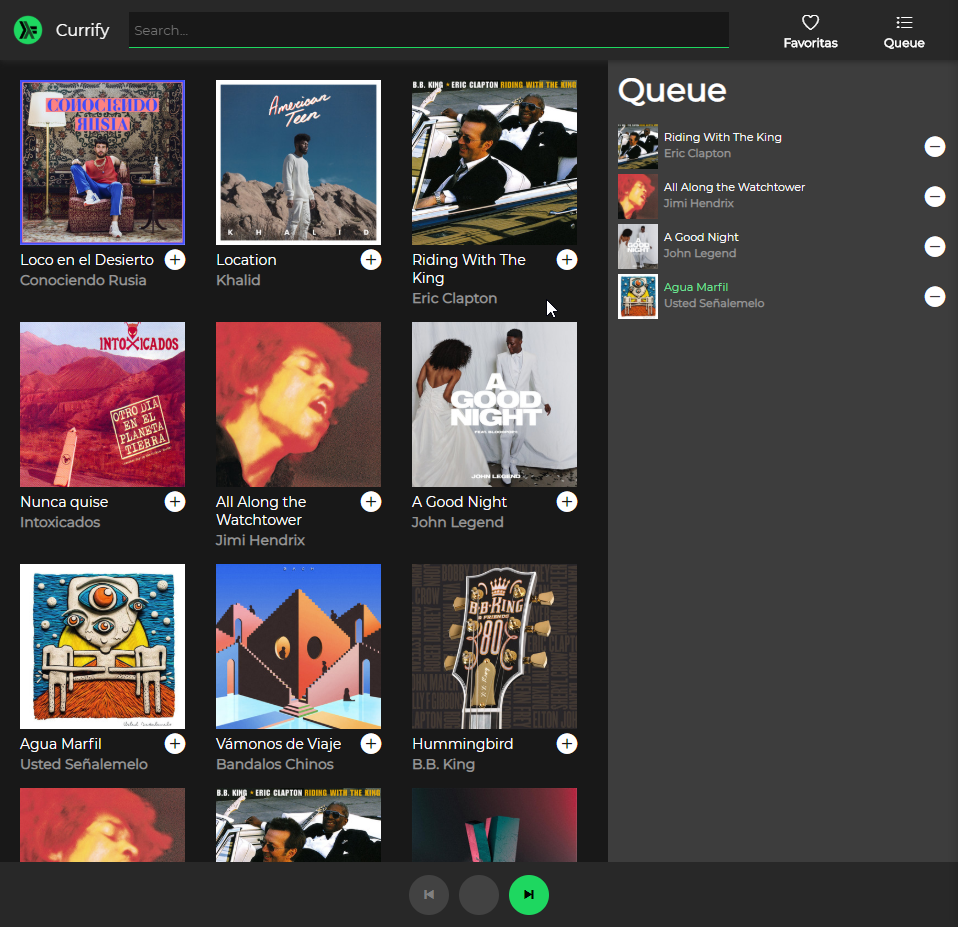 Currify
Search...
Favoritas
Queue
CONOCIENDO
RUSIA
Loco en el Desierto
Conociendo Rusia
American
Teen
KHALID
Location
Khalid
B.B. KING • ERIC CLAPTON RIDING WITH THE KING
Riding With The
King
Eric Clapton
INTOXICADOS
OTRO DIA
EN EL
PLANETA
TIERRA
Nunca quise
Intoxicados
All Along the
Watchtower
Jimi Hendrix
A
GOOD
NIGHT
JOHN LEGEND
A Good Night
John Legend
Agua Marfil
Usted Señalemelo
Vámonos de Viaje
Bandalos Chinos
B.B. KING
& FRIENDS
80
Hummingbird
B.B. King
B.B. KING • ERIC CLAPTON RIDING WITH THE KING
Queue
Riding With The King
Eric Clapton
All Along the Watchtower
Jimi Hendrix
A Good Night
John Legend
Agua Marfil
Usted Señalemelo